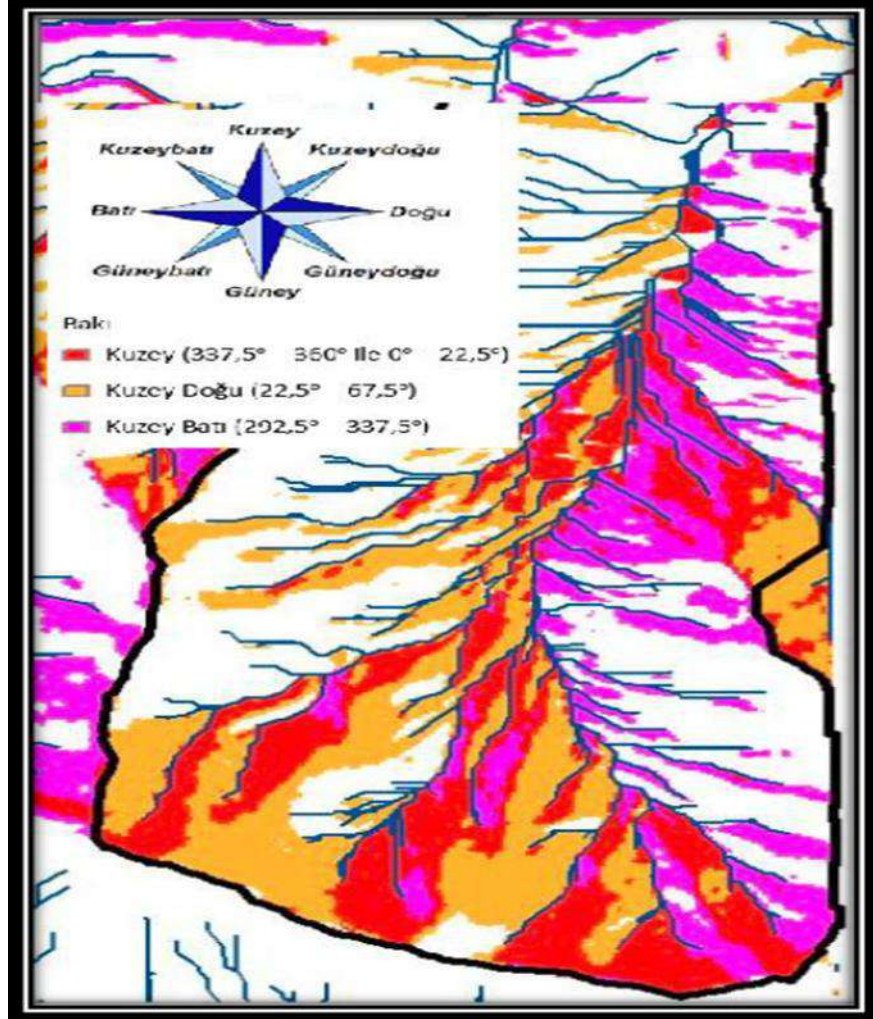 Kuzey
Kuzeybatı Kuzeydoğu
Batı Doğu
Güneybatı Güneydoğu
Güney
Bakı
Kuzey (337,5° 360° Ile 0° 22,5°)
Kuzey Doğu (22,5° 67,5°)
Kuzey Batı (292,5° 337,5°)